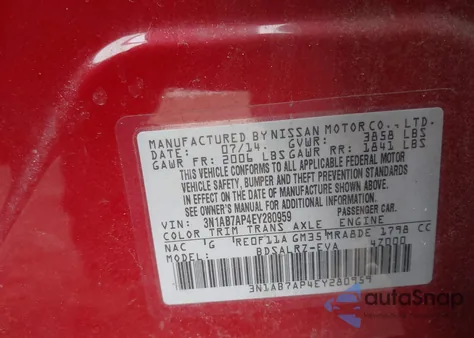 MANUFACTURED BY NISSAN MOTOR CO., LTD.
DATE: 07/14 GVWR: 3858 LBS
GAWR FR: 2006 LBS GAWR RR: 1841 LBS
THIS VEHICLE CONFORMS TO ALL APPLICABLE FEDERAL MOTOR
VEHICLE SAFETY, BUMPER AND THEFT PREVENTION STANDARDS
IN EFFECT ON THE DATE OF MANUFACTURE SHOWN ABOVE.
SEE OWNER'S MANUAL FOR ADDITIONAL INFORMATION.
VIN: 3N1AB7AP4EY280959 PASSENGER CAR.
COLOR TRIM TRANS AXLE ENGINE
NAC G RE0F11A GM35 MRA8DE 1798 CC
MODEL: BDSALRZ-EVA 47000
3N1AB7AP4EY280959
autoSnap